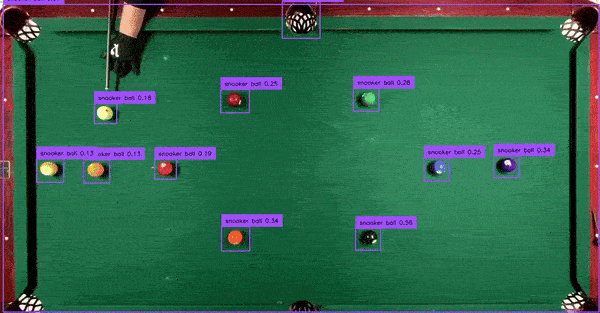 snooker ball 0.18
snooker ball 0.25
snooker ball 0.28
snooker ball 0.13
oker ball 0.13
snooker ball 0.19
snooker ball 0.25
snooker ball 0.34
snooker ball 0.34
snooker ball 0.36